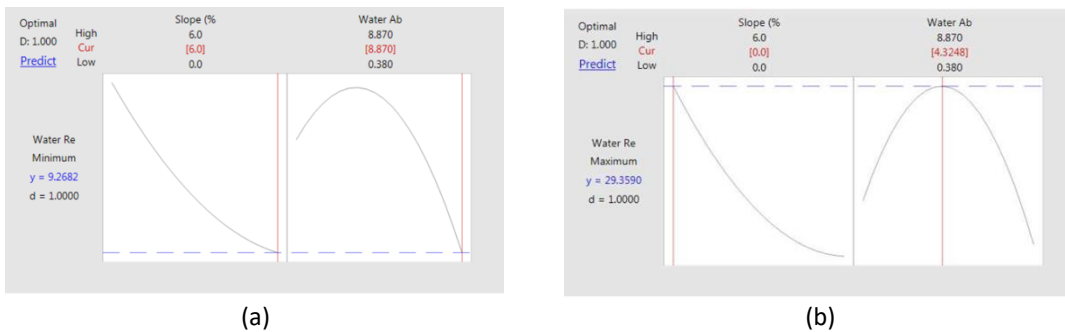 Optimal
D: 1.000
Predict
High
Cur
Low
Slope (%
6.0
[6.0]
0.0
Water Ab
8.870
[8.870]
0.380
Water Re
Minimum
y = 9.2682
d = 1.0000
(a)
Optimal
D: 1.000
Predict
High
Cur
Low
Slope (%
6.0
[0.0]
0.0
Water Ab
8.870
[4.3248]
0.380
Water Re
Maximum
y = 29.3590
d = 1.0000
(b)